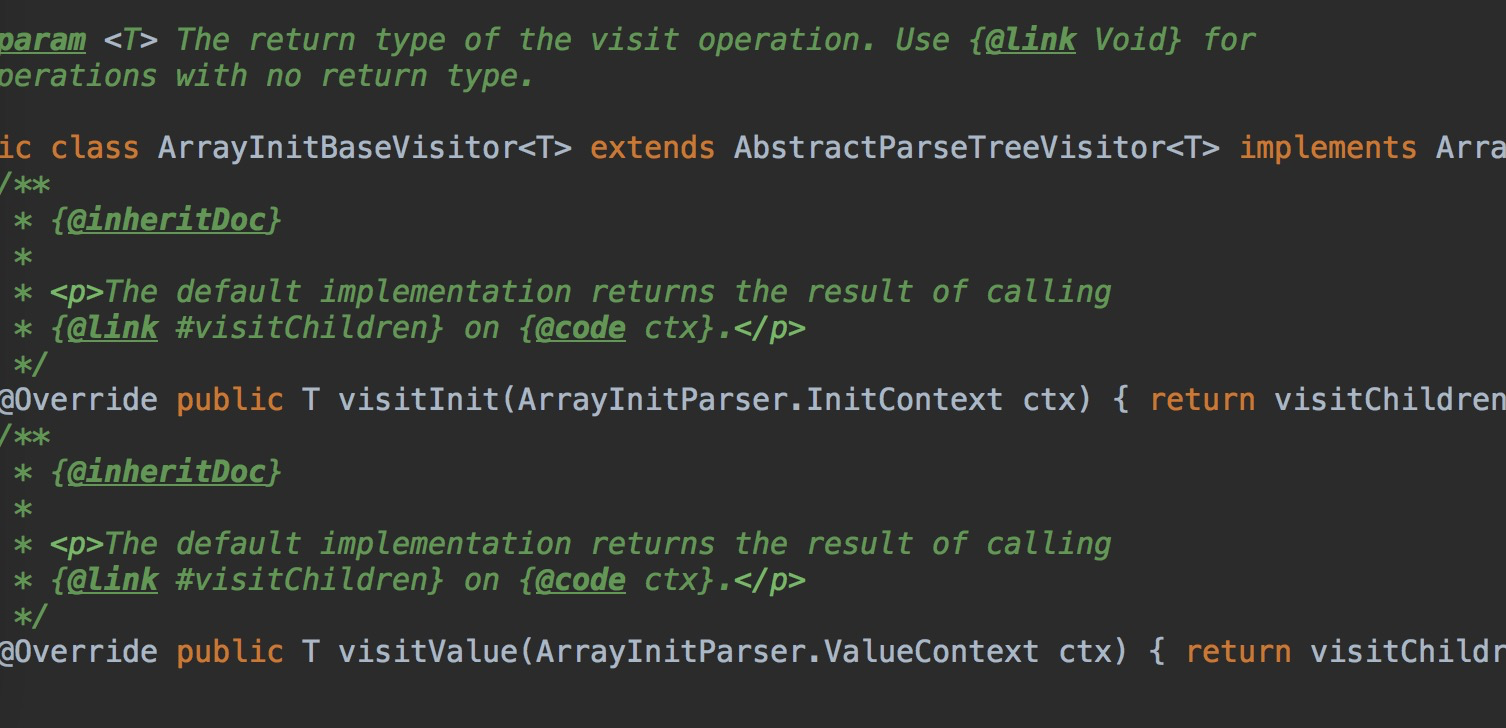 param <T> The return type of the visit operation. Use {@link Void} for
perations with no return type.
ic class ArrayInitBaseVisitor<T> extends AbstractParseTreeVisitor<T> implements Arra
/**
* {@inheritDoc}
*
* <p>The default implementation returns the result of calling
* {@link #visitChildren} on {@code ctx}.</p>
*/
@Override public T visitInit(ArrayInitParser.InitContext ctx) { return visitChildren
/**
* {@inheritDoc}
*
* <p>The default implementation returns the result of calling
* {@link #visitChildren} on {@code ctx}.</p>
*/
@Override public T visitValue(ArrayInitParser.ValueContext ctx) { return visitChildr